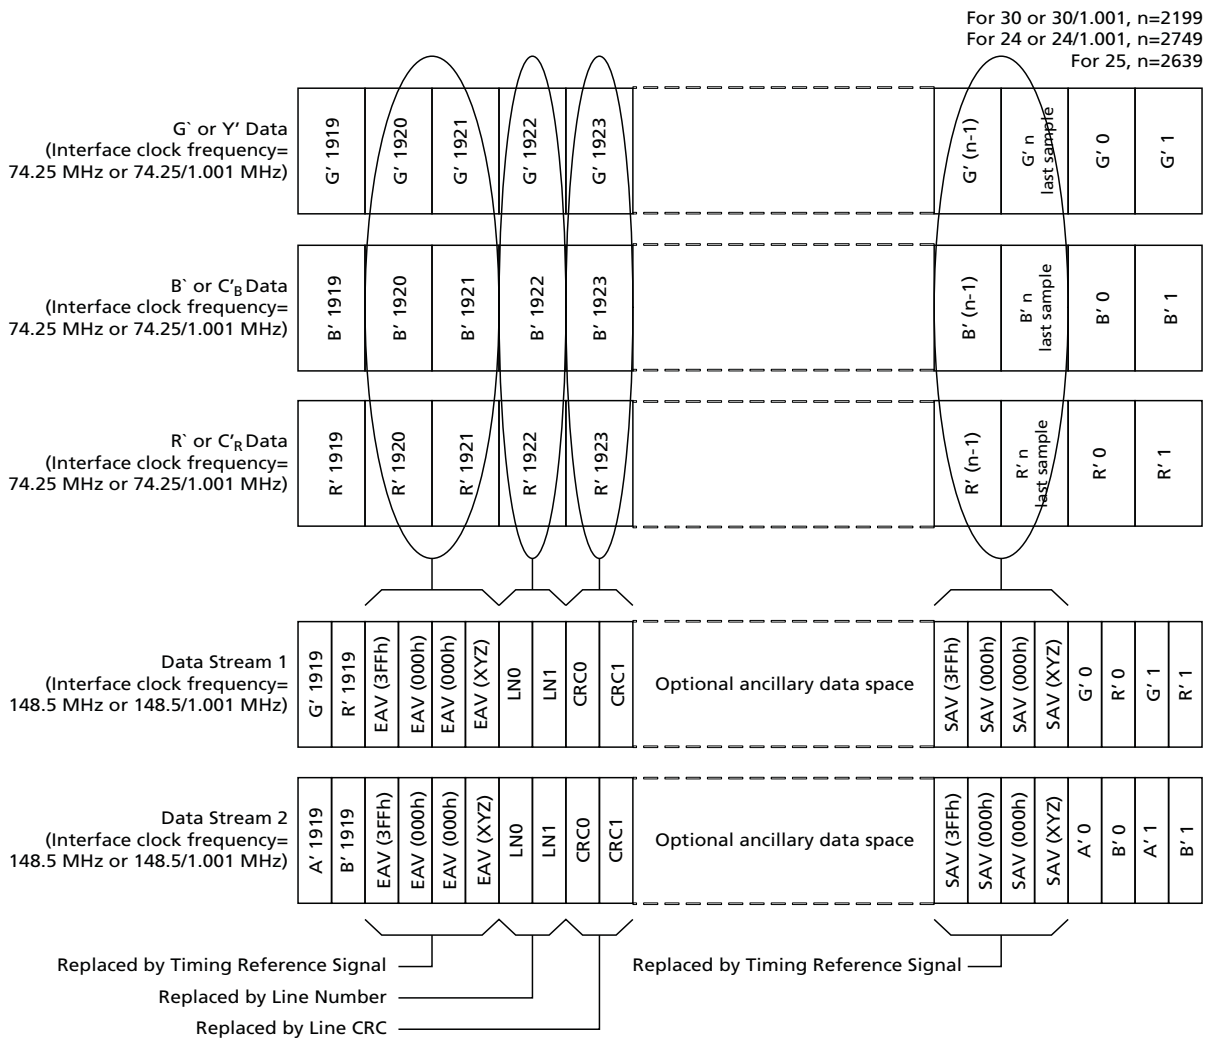 For 30 or 30/1.001, n=2199
For 24 or 24/1.001, n=2749
For 25, n=2639
G` or Y' Data
(Interface clock frequency=
74.25 MHz or 74.25/1.001 MHz)
G' 1919
G' 1920
G' 1921
G' 1922
G' 1923
G' (n-1)
G' n
last sample
G' 0
G' 1
B` or C'B Data
(Interface clock frequency=
74.25 MHz or 74.25/1.001 MHz)
B' 1919
B' 1920
B' 1921
B' 1922
B' 1923
B' (n-1)
B' n
last sample
B' 0
B' 1
R` or C'R Data
(Interface clock frequency=
74.25 MHz or 74.25/1.001 MHz)
R' 1919
R' 1920
R' 1921
R' 1922
R' 1923
R' (n-1)
R' n
last sample
R' 0
R' 1
Data Stream 1
(Interface clock frequency=
148.5 MHz or 148.5/1.001 MHz)
G' 1919
R' 1919
EAV (3FFh)
EAV (000h)
EAV (000h)
EAV (XYZ)
LN0
LN1
CRC0
CRC1
Optional ancillary data space
SAV (3FFh)
SAV (000h)
SAV (000h)
SAV (XYZ)
G' 0
R' 0
G' 1
R' 1
Data Stream 2
(Interface clock frequency=
148.5 MHz or 148.5/1.001 MHz)
A' 1919
B' 1919
EAV (3FFh)
EAV (000h)
EAV (000h)
EAV (XYZ)
LN0
LN1
CRC0
CRC1
Optional ancillary data space
SAV (3FFh)
SAV (000h)
SAV (000h)
SAV (XYZ)
A' 0
B' 0
A' 1
B' 1
Replaced by Timing Reference Signal
Replaced by Timing Reference Signal
Replaced by Line Number
Replaced by Line CRC